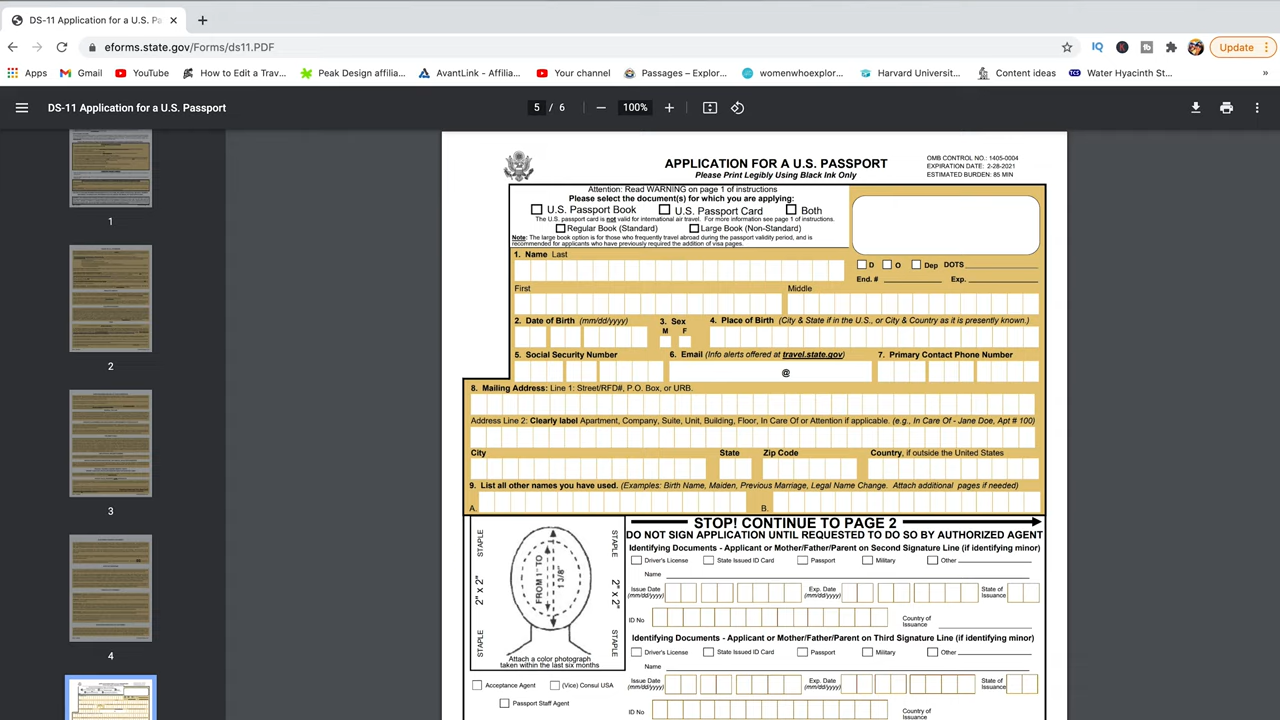 DS-11 Application for a U.S. Pa
eforms.state.gov/Forms/ds11.PDF
Update
Apps Gmail YouTube How to Edit a Trav... Peak Design affilia... AvantLink - Affilia... Your channel Passages – Explor... womenwhoexplor... Harvard Universit... Content ideas Water Hyacinth St... »
DS-11 Application for a U.S. Passport
5 / 6 — 100% +
1
2
3
4
APPLICATION FOR A U.S. PASSPORT
Please Print Legibly Using Black Ink Only
OMB CONTROL NO.: 1405-0004
EXPIRATION DATE: 2-28-2021
ESTIMATED BURDEN: 85 MIN
Attention: Read WARNING on page 1 of instructions
Please select the document(s) for which you are applying:
U.S. Passport Book U.S. Passport Card Both
The U.S. passport card is not valid for international air travel. For more information see page 1 of instructions.
Regular Book (Standard) Large Book (Non-Standard)
Note: The large book option is for those who frequently travel abroad during the passport validity period, and is
recommended for applicants who have previously required the addition of visa pages.
1. Name Last
D O Dep DOTS
End. # Exp.
First Middle
2. Date of Birth (mm/dd/yyyy) 3. Sex 4. Place of Birth (City & State if in the U.S., or City & Country as it is presently known.)
M F
5. Social Security Number 6. Email (Info alerts offered at travel.state.gov) 7. Primary Contact Phone Number
@
8. Mailing Address: Line 1: Street/RFD#, P.O. Box, or URB.
Address Line 2: Clearly label Apartment, Company, Suite, Unit, Building, Floor, In Care Of or Attention if applicable. (e.g., In Care Of - Jane Doe, Apt # 100)
City State Zip Code Country, if outside the United States
9. List all other names you have used. (Examples: Birth Name, Maiden, Previous Marriage, Legal Name Change. Attach additional pages if needed)
A. B.
STOP! CONTINUE TO PAGE 2
DO NOT SIGN APPLICATION UNTIL REQUESTED TO DO SO BY AUTHORIZED AGENT
STAPLE STAPLE
2" x 2" 2" x 2"
FROM 1" TO 1 3/8"
STAPLE STAPLE
Attach a color photograph
taken within the last six months
Acceptance Agent (Vice) Consul USA
Passport Staff Agent
Identifying Documents - Applicant or Mother/Father/Parent on Second Signature Line (if identifying minor)
Driver's License State Issued ID Card Passport Military Other
Name
Issue Date (mm/dd/yyyy) Exp. Date (mm/dd/yyyy) State of Issuance
ID No Country of Issuance
Identifying Documents - Applicant or Mother/Father/Parent on Third Signature Line (if identifying minor)
Driver's License State Issued ID Card Passport Military Other
Name
Issue Date (mm/dd/yyyy) Exp. Date (mm/dd/yyyy) State of Issuance
ID No Country of